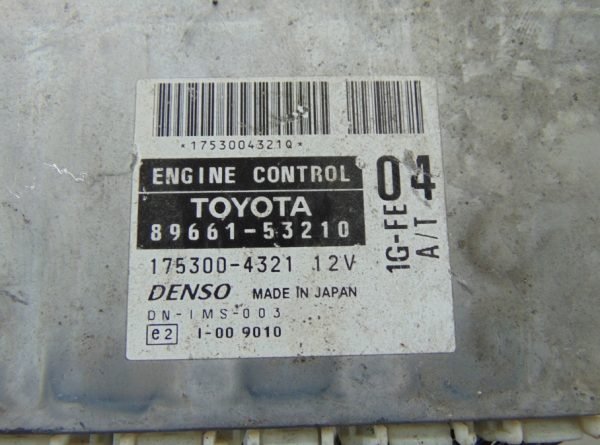 *1753004321Q*
ENGINE CONTROL
TOYOTA
89661-53210
175300-4321 12V
DENSO MADE IN JAPAN
DN-IMS-003
e2 I-00 9010
04
1G-FE
A/T